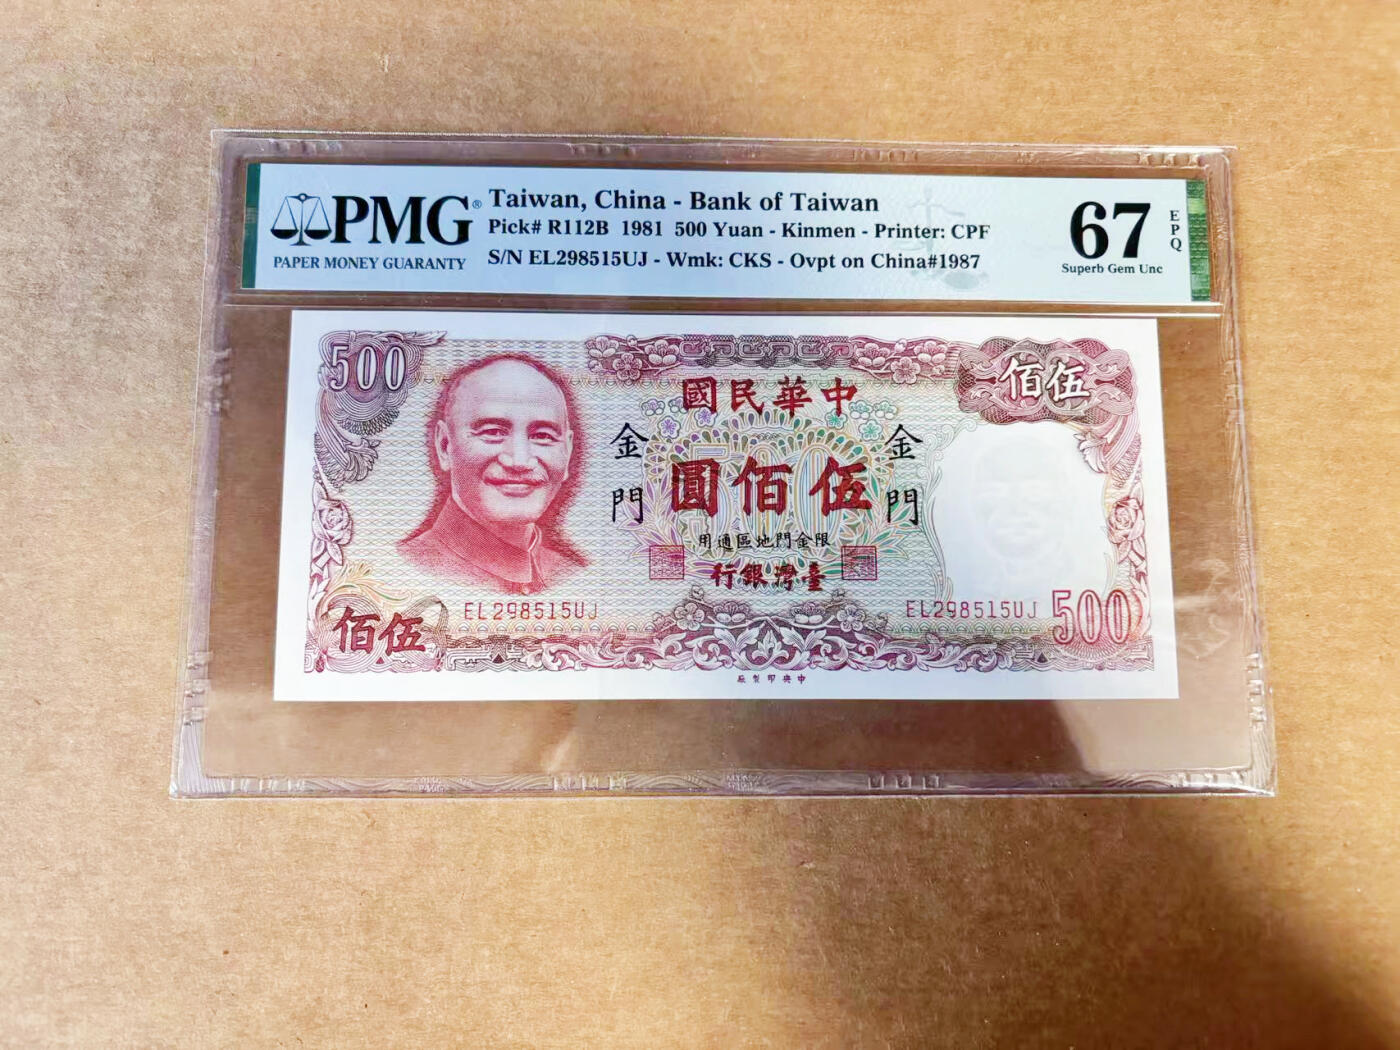 PMG®
PAPER MONEY GUARANTY
Taiwan, China - Bank of Taiwan
Pick# R112B 1981 500 Yuan - Kinmen - Printer: CPF
S/N EL298515UJ - Wmk: CKS - Ovpt on China#1987
67
EPQ
Superb Gem Unc
500
佰伍
國民華中
金門
圓佰伍
金門
用通區地門金限
行銀灣臺
EL298515UJ
EL298515UJ
佰伍
500
廠製印央中